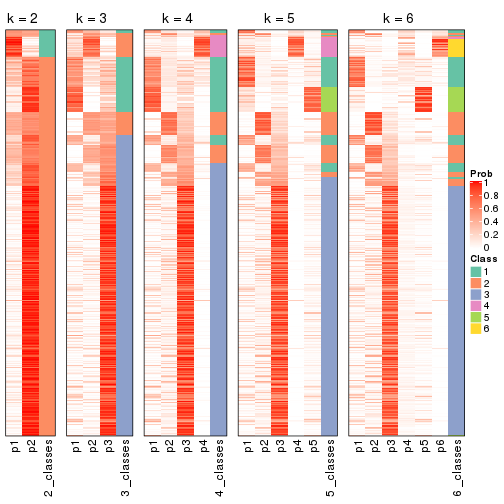 k = 2
k = 3
k = 4
k = 5
k = 6
p1
p2
2_classes
p1
p2
p3
3_classes
p1
p2
p3
p4
4_classes
p1
p2
p3
p4
p5
5_classes
p1
p2
p3
p4
p5
p6
6_classes
Prob
1
0.8
0.6
0.4
0.2
0
Class
1
2
3
4
5
6